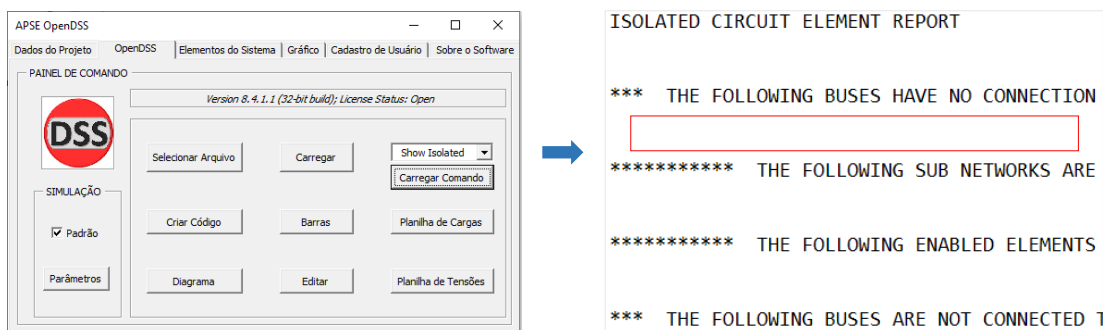 APSE OpenDSS
Dados do Projeto OpenDSS Elementos do Sistema Gráfico Cadastro de Usuário Sobre o Software
PAINEL DE COMANDO
Version 8.4.1.1 (32-bit build); License Status: Open
DSS
Selecionar Arquivo Carregar Show Isolated
Carregar Comando
SIMULAÇÃO
Padrão
Criar Código Barras Planilha de Cargas
Parâmetros
Diagrama Editar Planilha de Tensões
ISOLATED CIRCUIT ELEMENT REPORT
*** THE FOLLOWING BUSES HAVE NO CONNECTION
*********** THE FOLLOWING SUB NETWORKS ARE
*********** THE FOLLOWING ENABLED ELEMENTS
*** THE FOLLOWING BUSES ARE NOT CONNECTED T